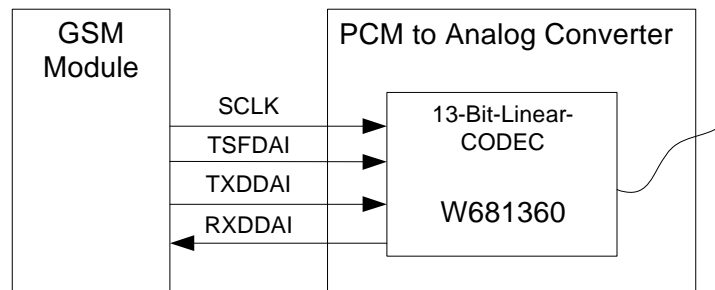 GSM
Module
PCM to Analog Converter
SCLK
TSFDAI
TXDDAI
RXDDAI
13-Bit-Linear-
CODEC
W681360